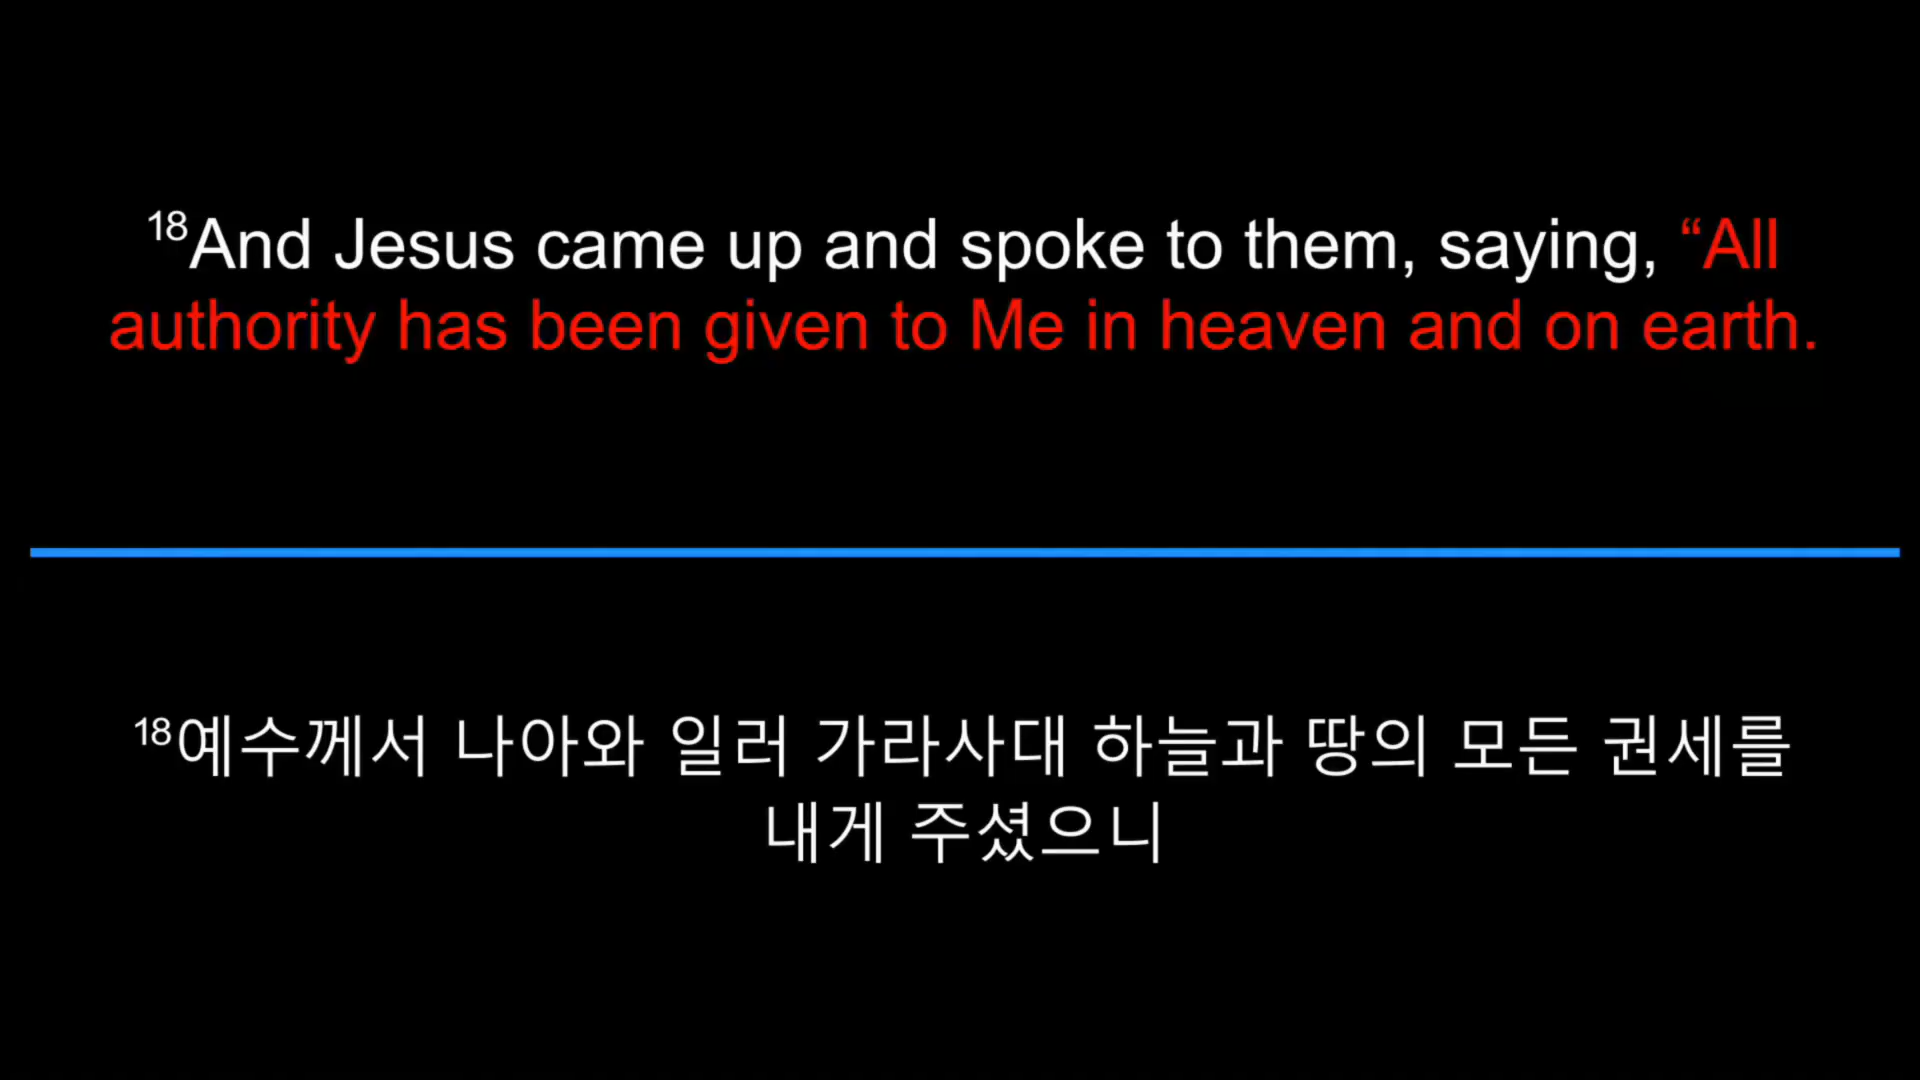 ¹⁸And Jesus came up and spoke to them, saying, “All
authority has been given to Me in heaven and on earth.
¹⁸예수께서 나아와 일러 가라사대 하늘과 땅의 모든 권세를
내게 주셨으니